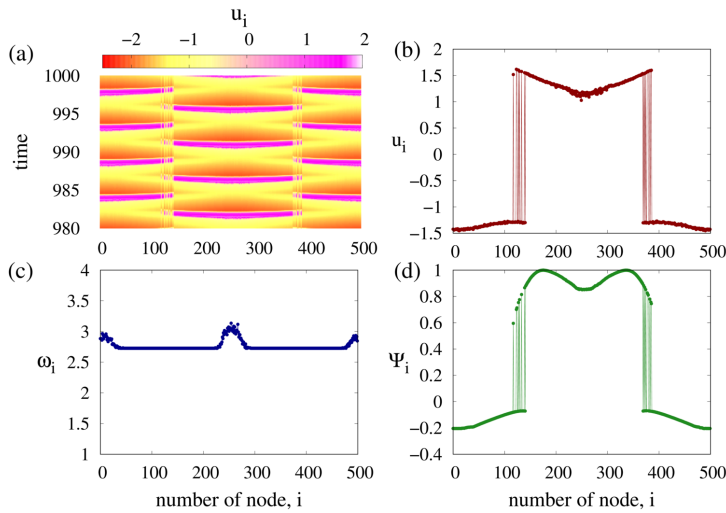 u_i
−2 −1 0 1 2
(a)
time
1000
995
990
985
980
0 100 200 300 400 500
(b)
u_i
2
1.5
1
0.5
0
−0.5
−1
−1.5
0 100 200 300 400 500
(c)
ω_i
4
3.5
3
2.5
2
1.5
1
0 100 200 300 400 500
number of node, i
(d)
Ψ_i
1
0.8
0.6
0.4
0.2
0
−0.2
−0.4
0 100 200 300 400 500
number of node, i